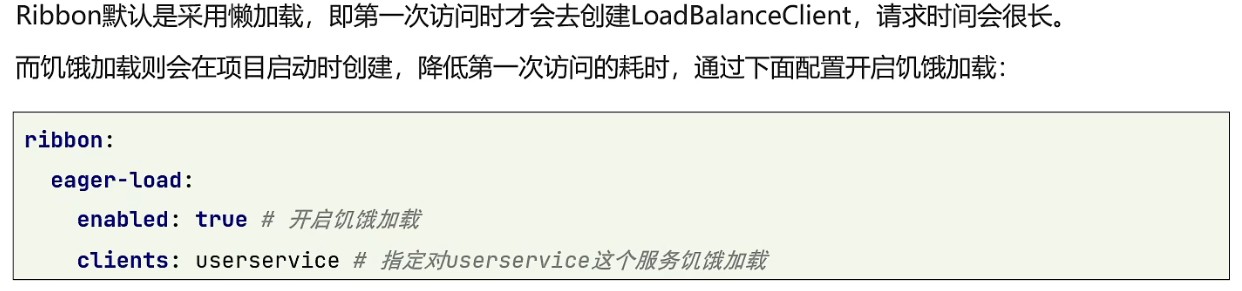 Ribbon默认是采用懒加载，即第一次访问时才会去创建LoadBalanceClient，请求时间会很长。
而饥饿加载则会在项目启动时创建，降低第一次访问的耗时，通过下面配置开启饥饿加载：
ribbon:
  eager-load:
    enabled: true # 开启饥饿加载
    clients: userservice # 指定对userservice这个服务饥饿加载